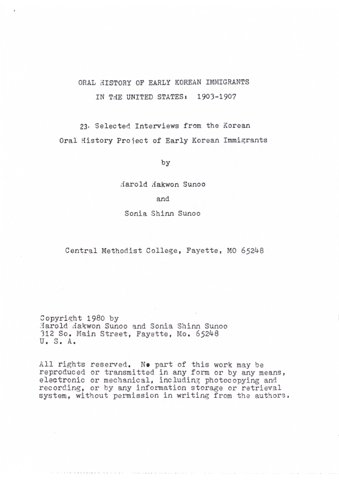 ORAL HISTORY OF EARLY KOREAN IMMIGRANTS
IN THE UNITED STATES: 1903-1907
23. Selected Interviews from the Korean
Oral History Project of Early Korean Immigrants
by
Harold Hakwon Sunoo
and
Sonia Shinn Sunoo
Central Methodist College, Fayette, MO 65248
Copyright 1980 by
Harold Hakwon Sunoo and Sonia Shinn Sunoo
312 So. Main Street, Fayette, Mo. 65248
U. S. A.
All rights reserved. No part of this work may be
reproduced or transmitted in any form or by any means,
electronic or mechanical, including photocopying and
recording, or by any information storage or retrieval
system, without permission in writing from the authors.